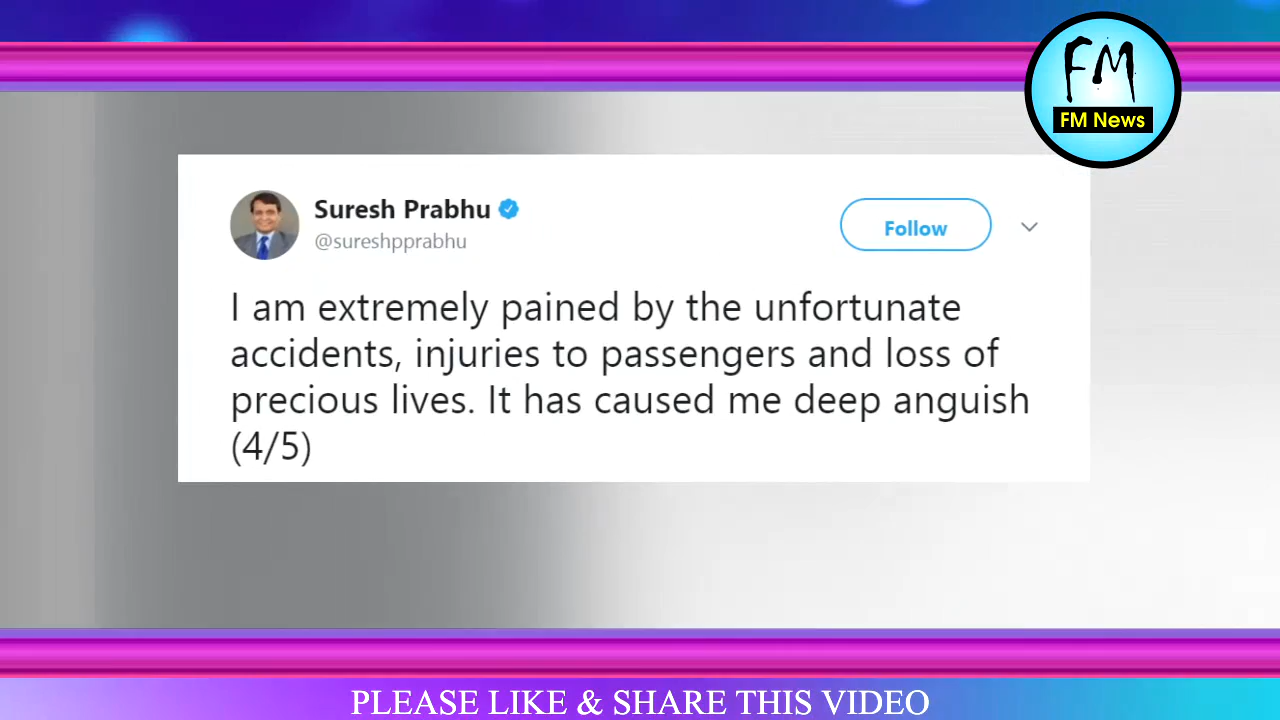 FM
FM News
Suresh Prabhu
@sureshpprabhu
Follow
I am extremely pained by the unfortunate
accidents, injuries to passengers and loss of
precious lives. It has caused me deep anguish
(4/5)
PLEASE LIKE & SHARE THIS VIDEO